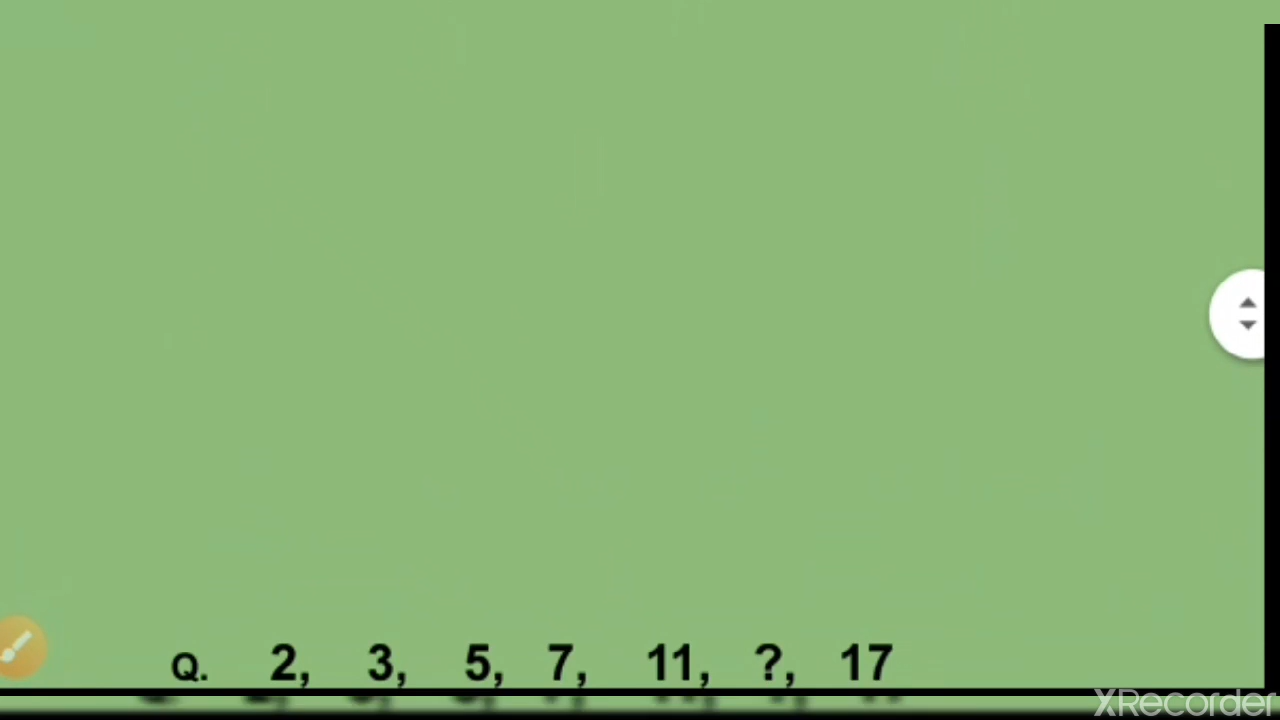 Q. 2, 3, 5, 7, 11, ?, 17
XRecorder